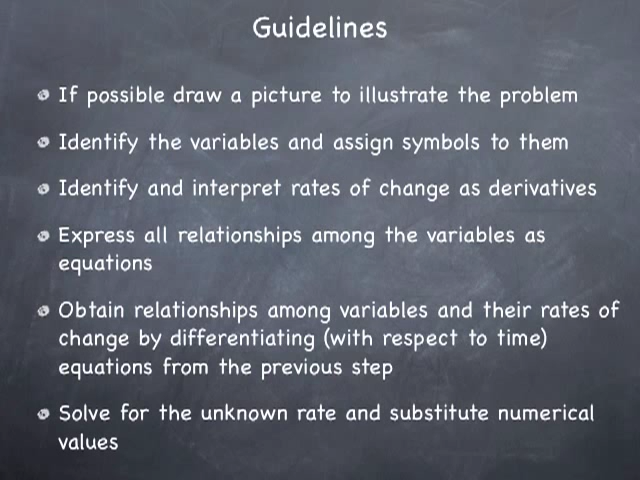 Guidelines
If possible draw a picture to illustrate the problem
Identify the variables and assign symbols to them
Identify and interpret rates of change as derivatives
Express all relationships among the variables as
equations
Obtain relationships among variables and their rates of
change by differentiating (with respect to time)
equations from the previous step
Solve for the unknown rate and substitute numerical
values